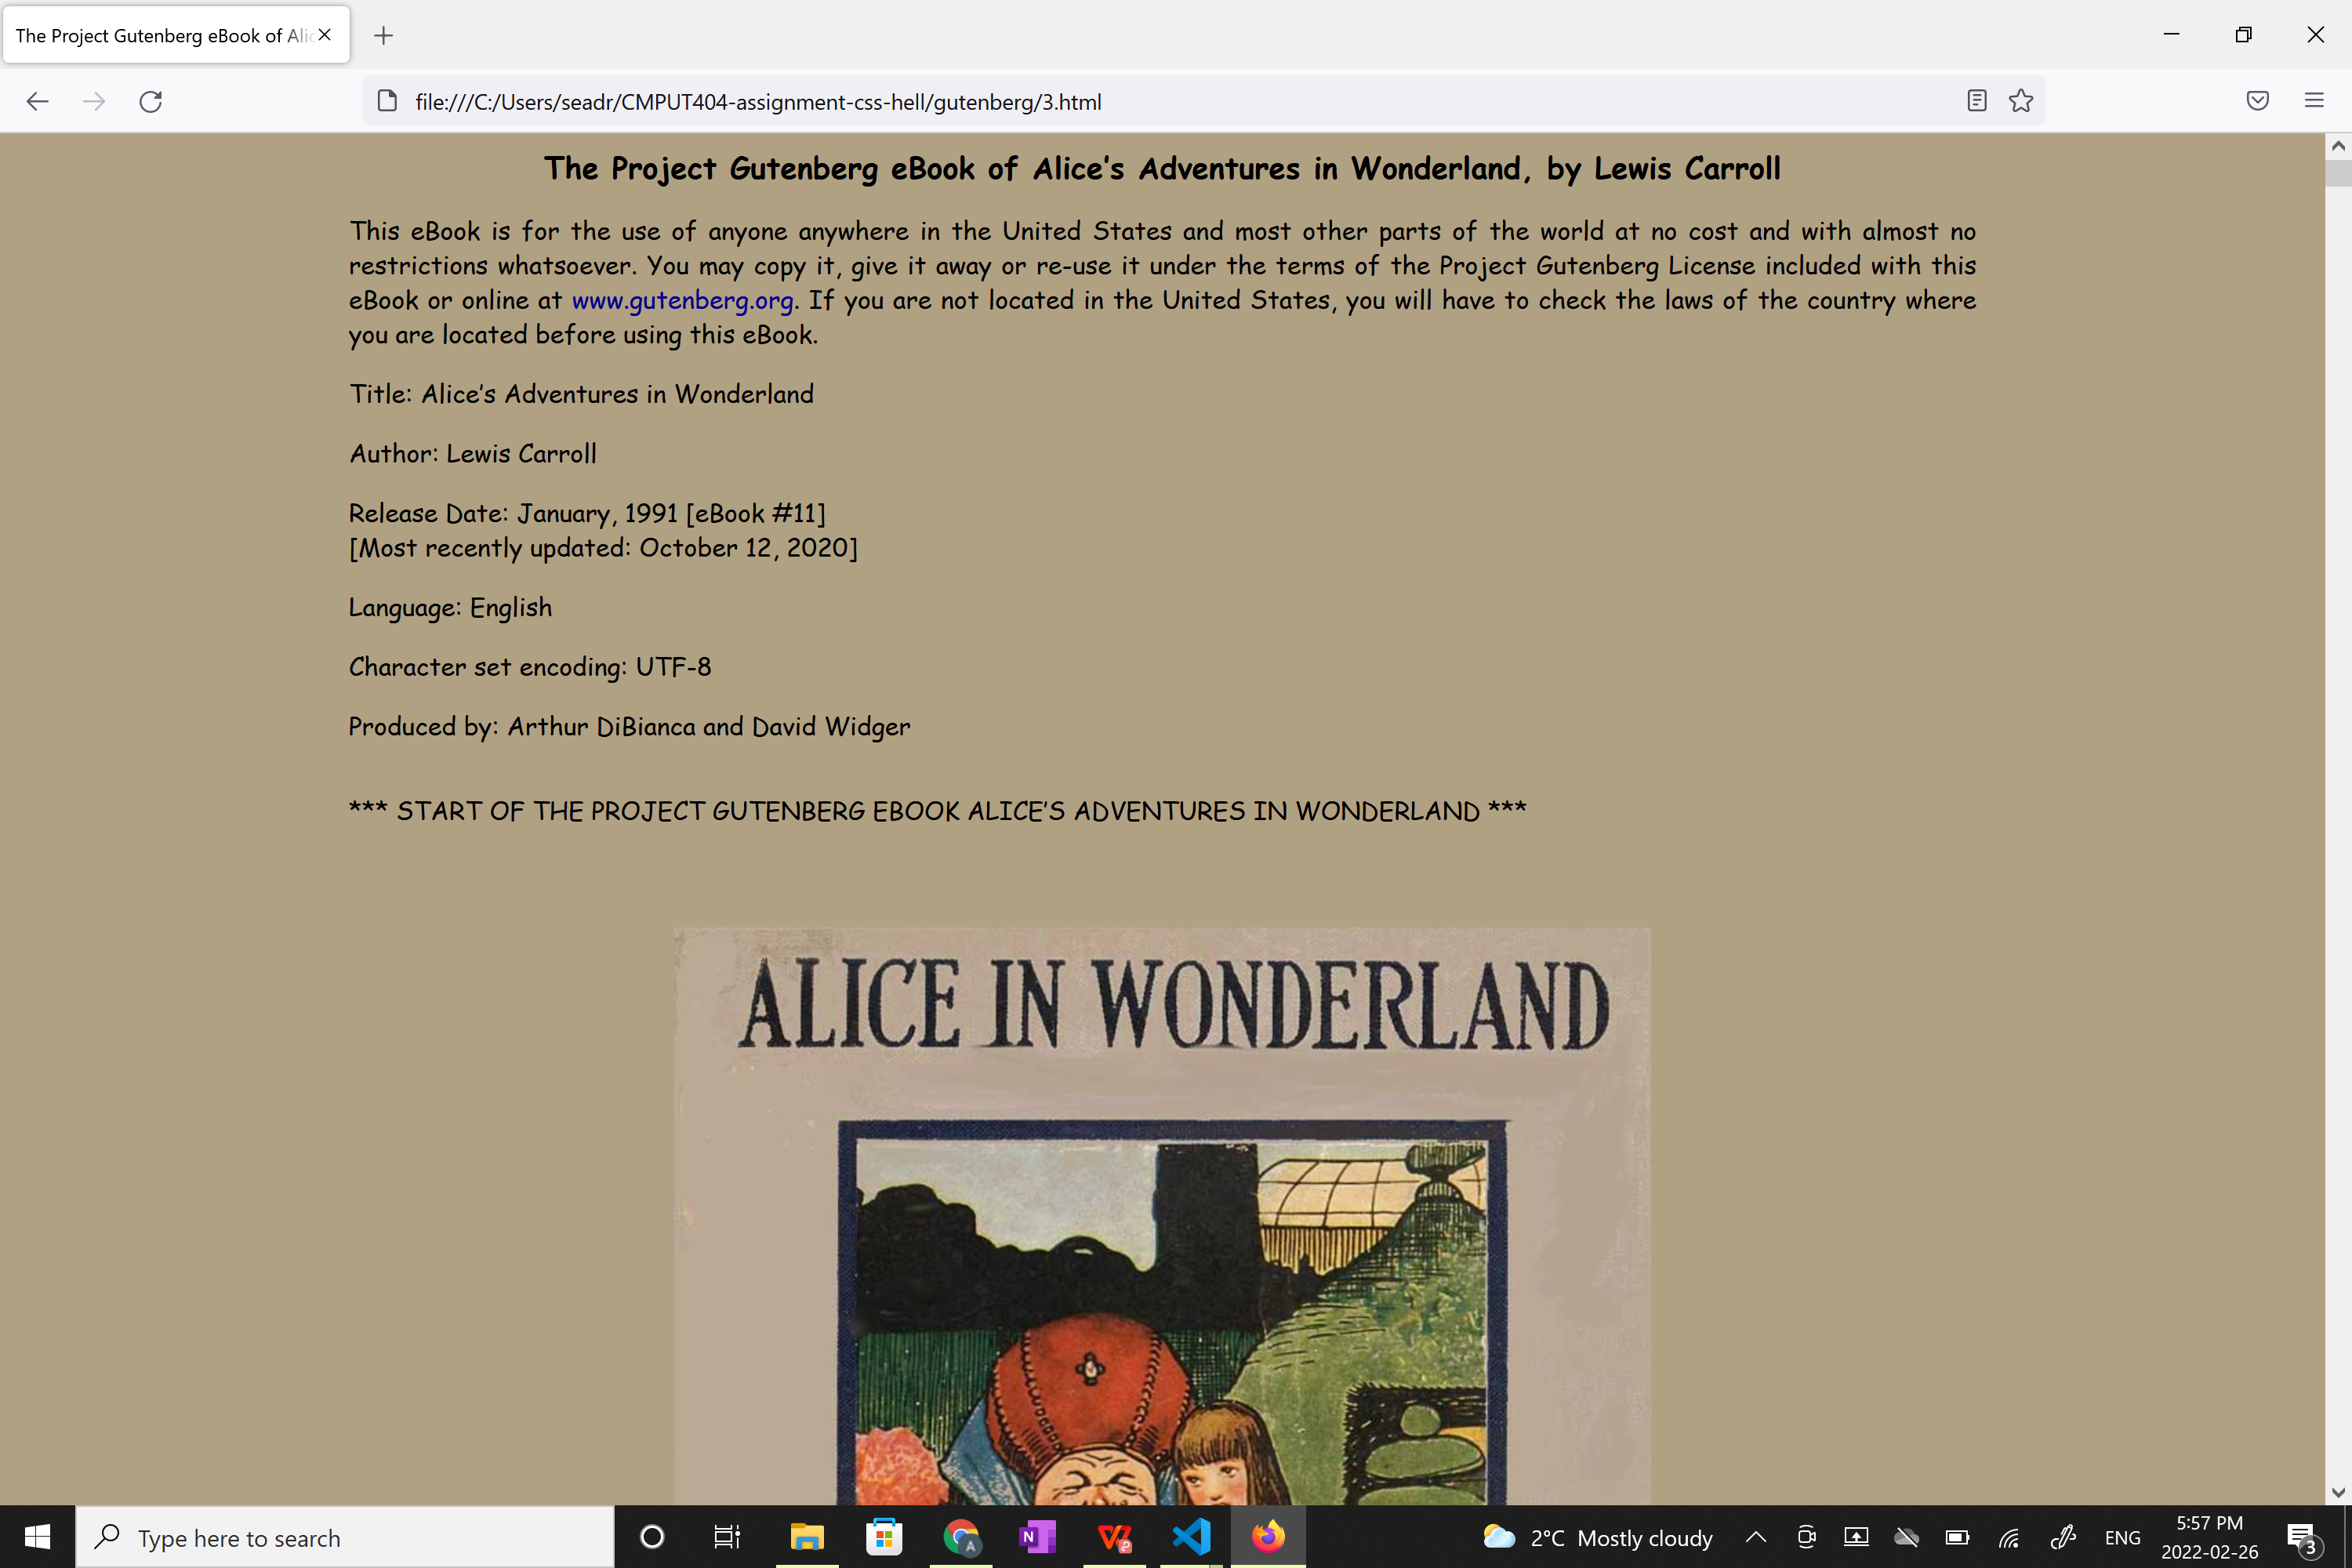 The Project Gutenberg eBook of Alic
file:///C:/Users/seadr/CMPUT404-assignment-css-hell/gutenberg/3.html
The Project Gutenberg eBook of Alice’s Adventures in Wonderland, by Lewis Carroll
This eBook is for the use of anyone anywhere in the United States and most other parts of the world at no cost and with almost no
restrictions whatsoever. You may copy it, give it away or re-use it under the terms of the Project Gutenberg License included with this
eBook or online at www.gutenberg.org. If you are not located in the United States, you will have to check the laws of the country where
you are located before using this eBook.
Title: Alice’s Adventures in Wonderland
Author: Lewis Carroll
Release Date: January, 1991 [eBook #11]
[Most recently updated: October 12, 2020]
Language: English
Character set encoding: UTF-8
Produced by: Arthur DiBianca and David Widger
*** START OF THE PROJECT GUTENBERG EBOOK ALICE’S ADVENTURES IN WONDERLAND ***
ALICE IN WONDERLAND
Type here to search
N
A
2°C Mostly cloudy
ENG
5:57 PM
2022-02-26
3